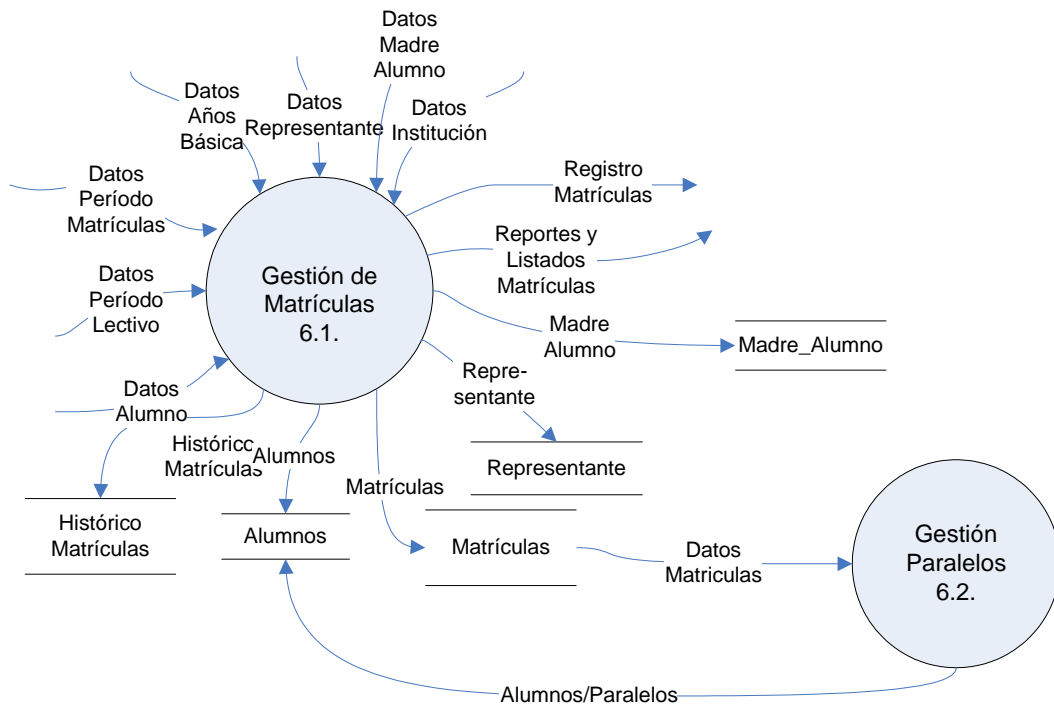 Datos
Madre
Alumno
Datos
Años
Básica
Datos
Representante
Datos
Institución
Datos
Período
Matrículas
Registro
Matrículas
Reportes y
Listados
Matrículas
Datos
Período
Lectivo
Gestión de
Matrículas
6.1.
Madre
Alumno
Madre_Alumno
Repre-
sentante
Datos
Alumno
Histórico
Matrículas
Alumnos
Matrículas
Representante
Histórico
Matrículas
Alumnos
Matrículas
Datos
Matriculas
Gestión
Paralelos
6.2.
Alumnos/Paralelos